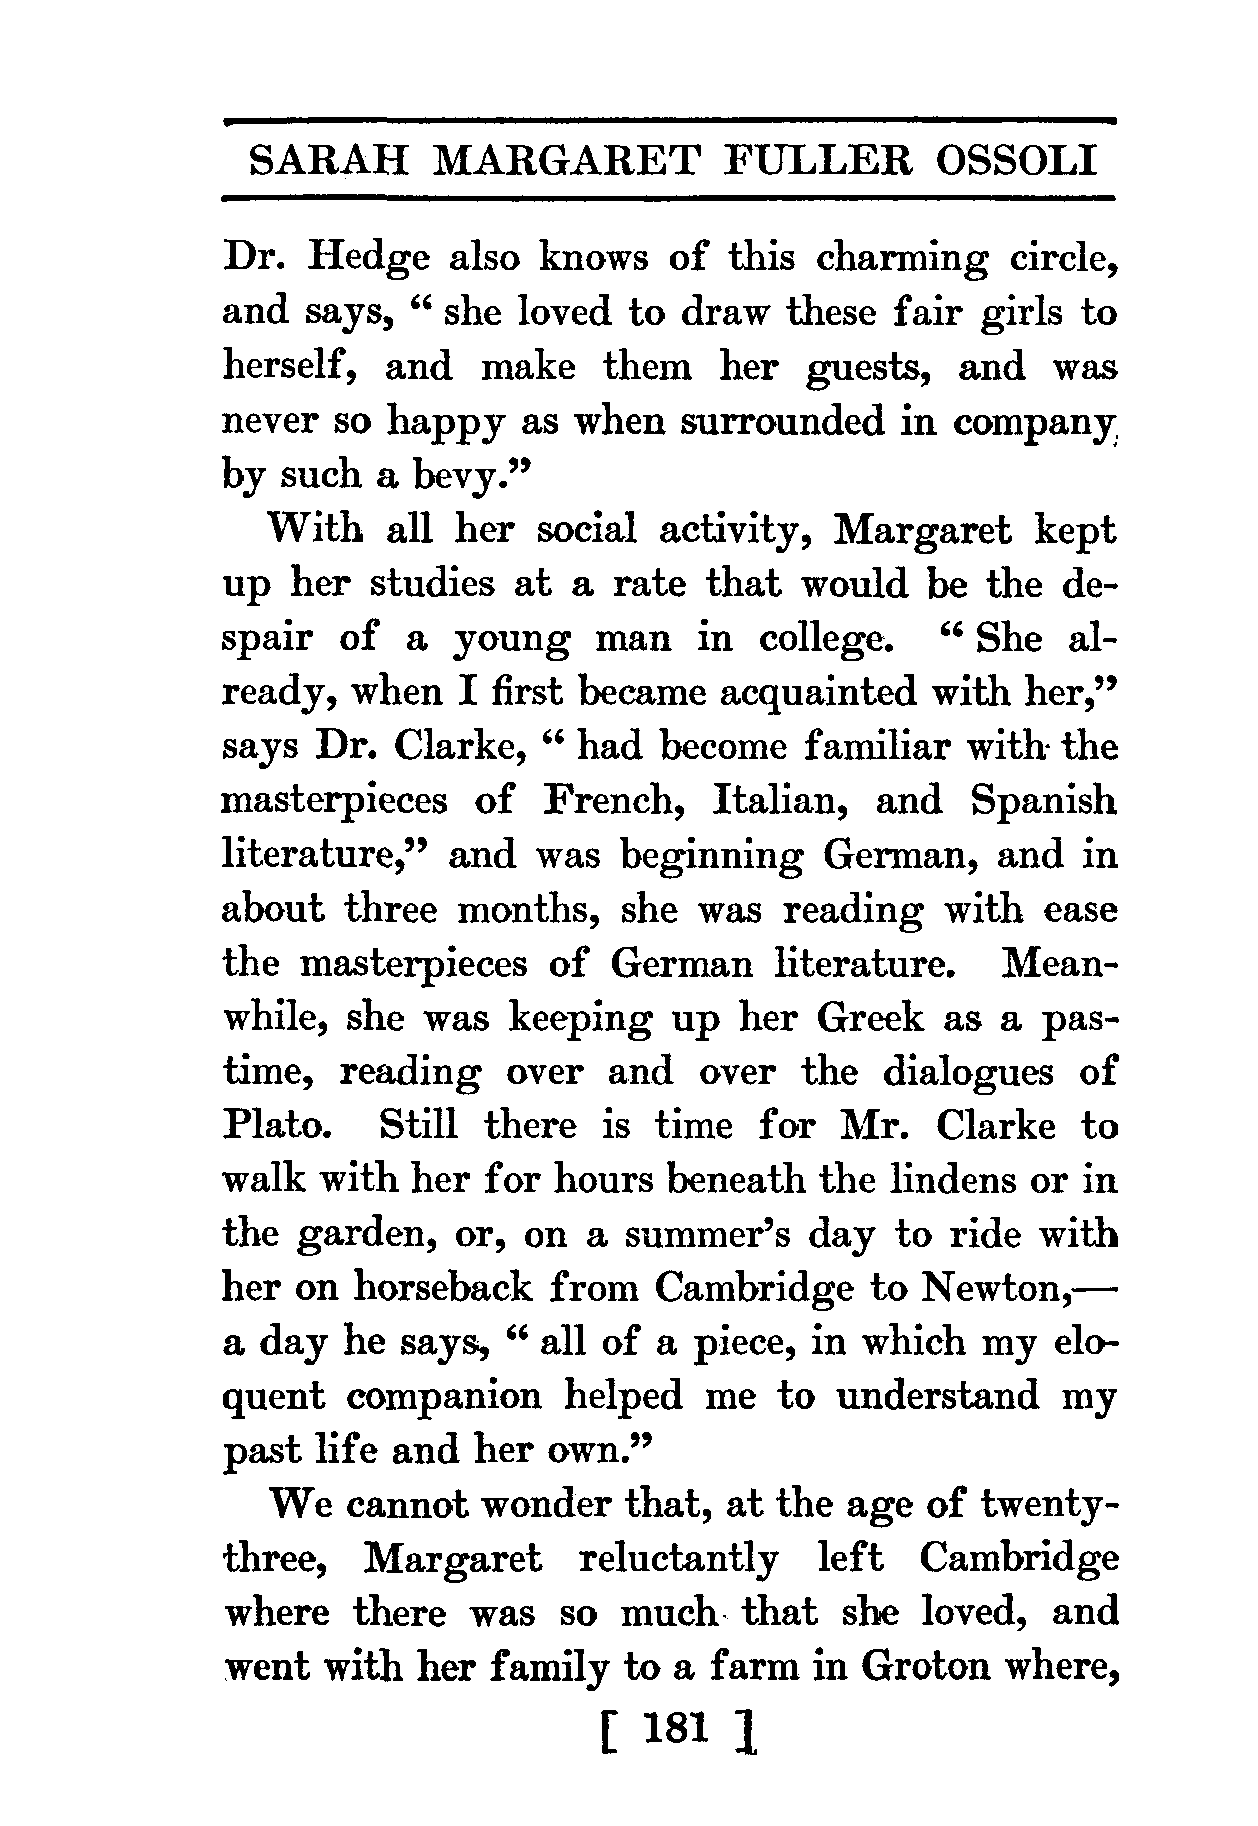 SARAH MARGARET FULLER OSSOLI
Dr. Hedge also knows of this charming circle,
and says, “ she loved to draw these fair girls to
herself, and make them her guests, and was
never so happy as when surrounded in company,
by such a bevy.”
With all her social activity, Margaret kept
up her studies at a rate that would be the de-
spair of a young man in college. “ She al-
ready, when I first became acquainted with her,”
says Dr. Clarke, “ had become familiar with the
masterpieces of French, Italian, and Spanish
literature,” and was beginning German, and in
about three months, she was reading with ease
the masterpieces of German literature. Mean-
while, she was keeping up her Greek as a pas-
time, reading over and over the dialogues of
Plato. Still there is time for Mr. Clarke to
walk with her for hours beneath the lindens or in
the garden, or, on a summer’s day to ride with
her on horseback from Cambridge to Newton,—
a day he says, “ all of a piece, in which my elo-
quent companion helped me to understand my
past life and her own.”
We cannot wonder that, at the age of twenty-
three, Margaret reluctantly left Cambridge
where there was so much that she loved, and
went with her family to a farm in Groton where,
[ 181 ]